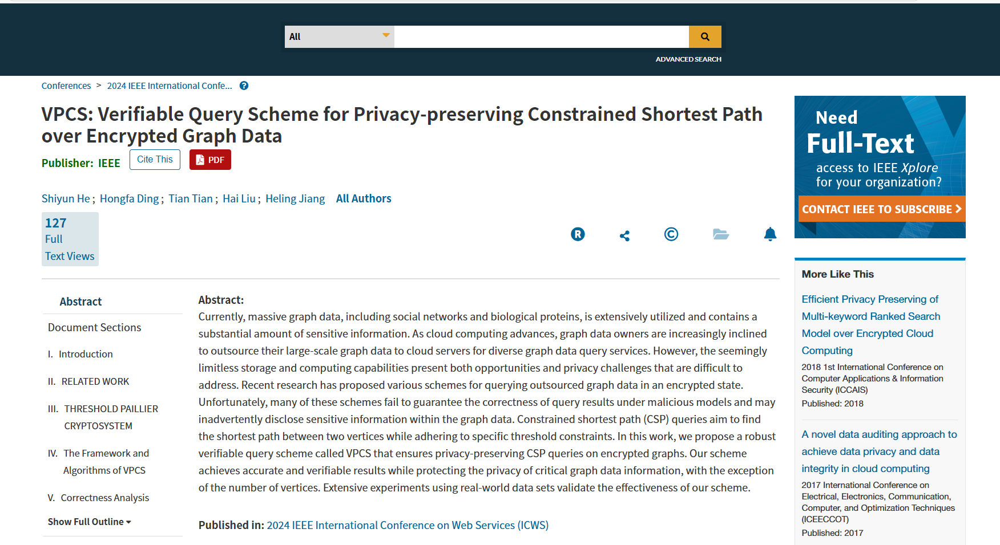 All
ADVANCED SEARCH
Conferences > 2024 IEEE International Confe... ?
VPCS: Verifiable Query Scheme for Privacy-preserving Constrained Shortest Path
over Encrypted Graph Data
Publisher: IEEE Cite This PDF
Shiyun He ; Hongfa Ding ; Tian Tian ; Hai Liu ; Heling Jiang All Authors
127
Full
Text Views
R ©
Abstract
Document Sections
I. Introduction
II. RELATED WORK
III. THRESHOLD PAILLIER
CRYPTOSYSTEM
IV. The Framework and
Algorithms of VPCS
V. Correctness Analysis
Show Full Outline
Abstract:
Currently, massive graph data, including social networks and biological proteins, is extensively utilized and contains a
substantial amount of sensitive information. As cloud computing advances, graph data owners are increasingly inclined
to outsource their large-scale graph data to cloud servers for diverse graph data query services. However, the seemingly
limitless storage and computing capabilities present both opportunities and privacy challenges that are difficult to
address. Recent research has proposed various schemes for querying outsourced graph data in an encrypted state.
Unfortunately, many of these schemes fail to guarantee the correctness of query results under malicious models and may
inadvertently disclose sensitive information within the graph data. Constrained shortest path (CSP) queries aim to find
the shortest path between two vertices while adhering to specific threshold constraints. In this work, we propose a robust
verifiable query scheme called VPCS that ensures privacy-preserving CSP queries on encrypted graphs. Our scheme
achieves accurate and verifiable results while protecting the privacy of critical graph data information, with the exception
of the number of vertices. Extensive experiments using real-world data sets validate the effectiveness of our scheme.
Published in: 2024 IEEE International Conference on Web Services (ICWS)
Need
Full-Text
access to IEEE Xplore
for your organization?
CONTACT IEEE TO SUBSCRIBE >
More Like This
Efficient Privacy Preserving of
Multi-keyword Ranked Search
Model over Encrypted Cloud
Computing
2018 1st International Conference on
Computer Applications & Information
Security (ICCAIS)
Published: 2018
A novel data auditing approach to
achieve data privacy and data
integrity in cloud computing
2017 International Conference on
Electrical, Electronics, Communication,
Computer, and Optimization Techniques
(ICEECCOT)
Published: 2017